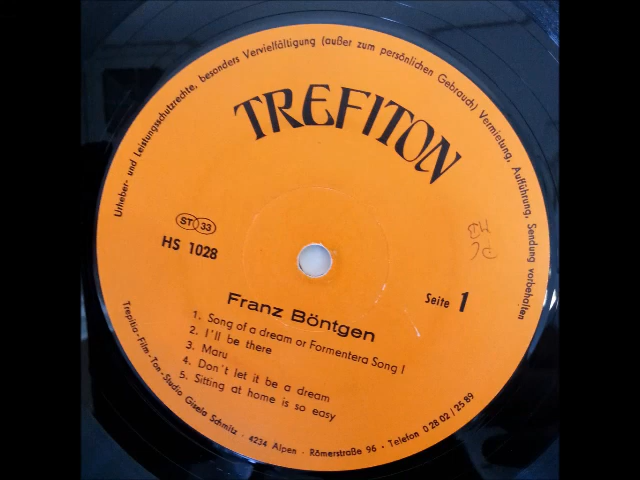 Urheber- und Leistungsschutzrechte, besonders Vervielfältigung (außer zum persönlichen Gebrauch) Vermietung, Aufführung, Sendung vorbehalten
TREFITON
ST 33
HS 1028
Seite 1
Franz Böntgen
1. Song of a dream or Formentera Song I
2. I'll be there
3. Maru
4. Don't let it be a dream
5. Sitting at home is so easy
Trepitia-Film-Ton-Studio Gisela Schmitz · 4234 Alpen · Römerstraße 96 · Telefon 0 28 02 / 25 89